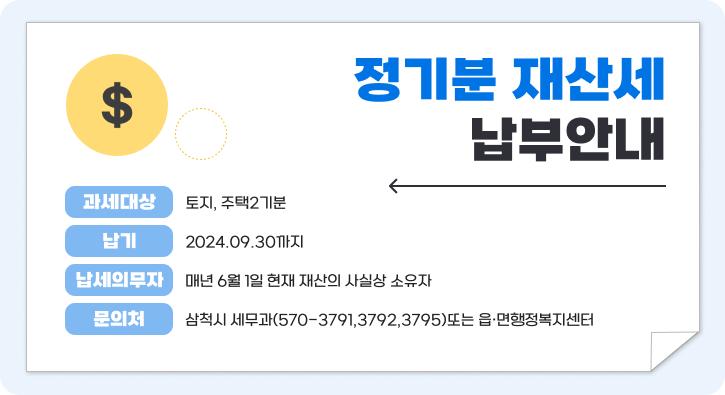 $
정기분 재산세
납부안내
과세대상 토지, 주택2기분
납기 2024.09.30까지
납세의무자 매년 6월 1일 현재 재산의 사실상 소유자
문의처 삼척시 세무과(570-3791,3792,3795)또는 읍·면행정복지센터